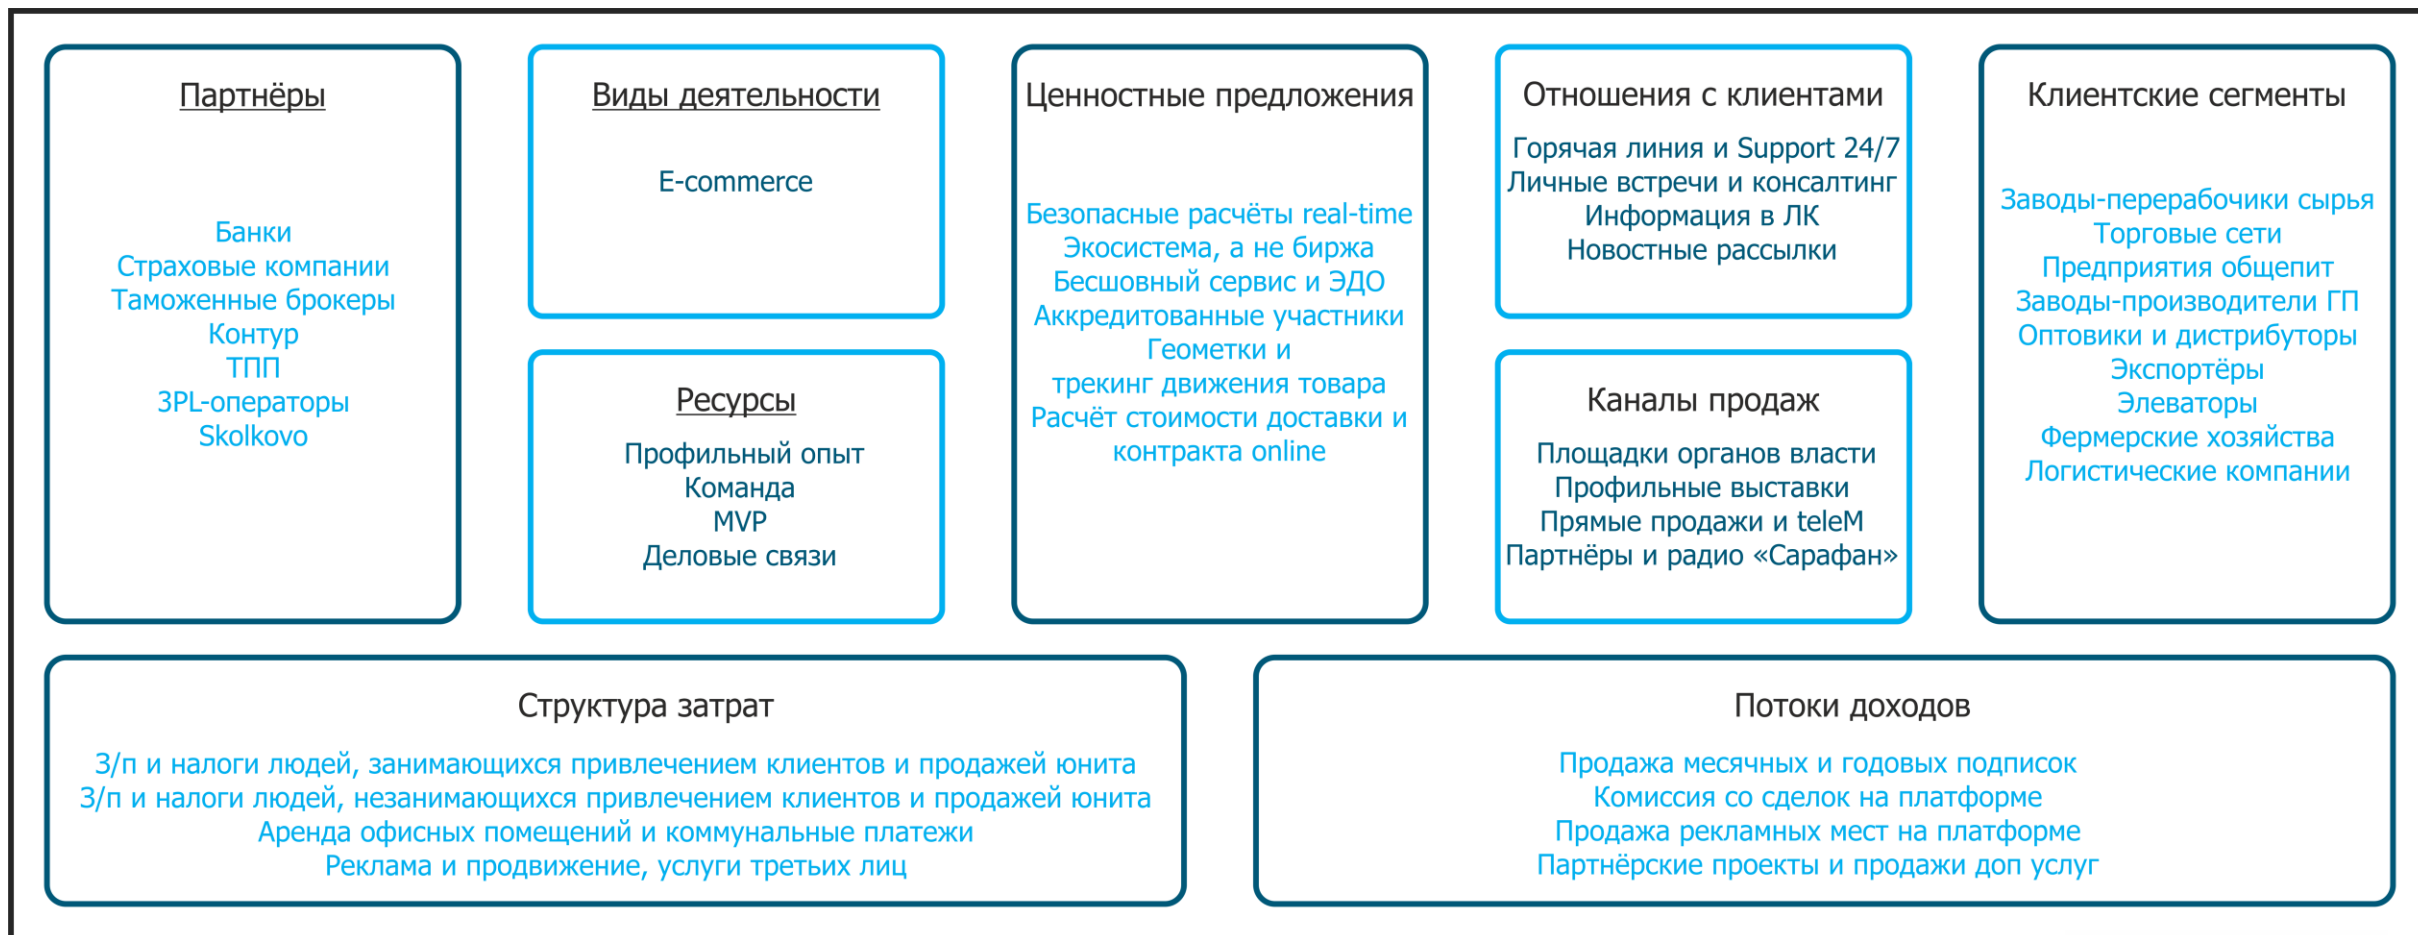 Партнёры
Банки
Страховые компании
Таможенные брокеры
Контур
ТПП
3PL-операторы
Skolkovo
Виды деятельности
E-commerce
Ресурсы
Профильный опыт
Команда
MVP
Деловые связи
Ценностные предложения
Безопасные расчёты real-time
Экосистема, а не биржа
Бесшовный сервис и ЭДО
Аккредитованные участники
Геометки и
трекинг движения товара
Расчёт стоимости доставки и
контракта online
Отношения с клиентами
Горячая линия и Support 24/7
Личные встречи и консалтинг
Информация в ЛК
Новостные рассылки
Каналы продаж
Площадки органов власти
Профильные выставки
Прямые продажи и teleM
Партнёры и радио «Сарафан»
Клиентские сегменты
Заводы-перерабочики сырья
Торговые сети
Предприятия общепит
Заводы-производители ГП
Оптовики и дистрибуторы
Экспортёры
Элеваторы
Фермерские хозяйства
Логистические компании
Структура затрат
З/п и налоги людей, занимающихся привлечением клиентов и продажей юнита
З/п и налоги людей, незанимающихся привлечением клиентов и продажей юнита
Аренда офисных помещений и коммунальные платежи
Реклама и продвижение, услуги третьих лиц
Потоки доходов
Продажа месячных и годовых подписок
Комиссия со сделок на платформе
Продажа рекламных мест на платформе
Партнёрские проекты и продажи доп услуг